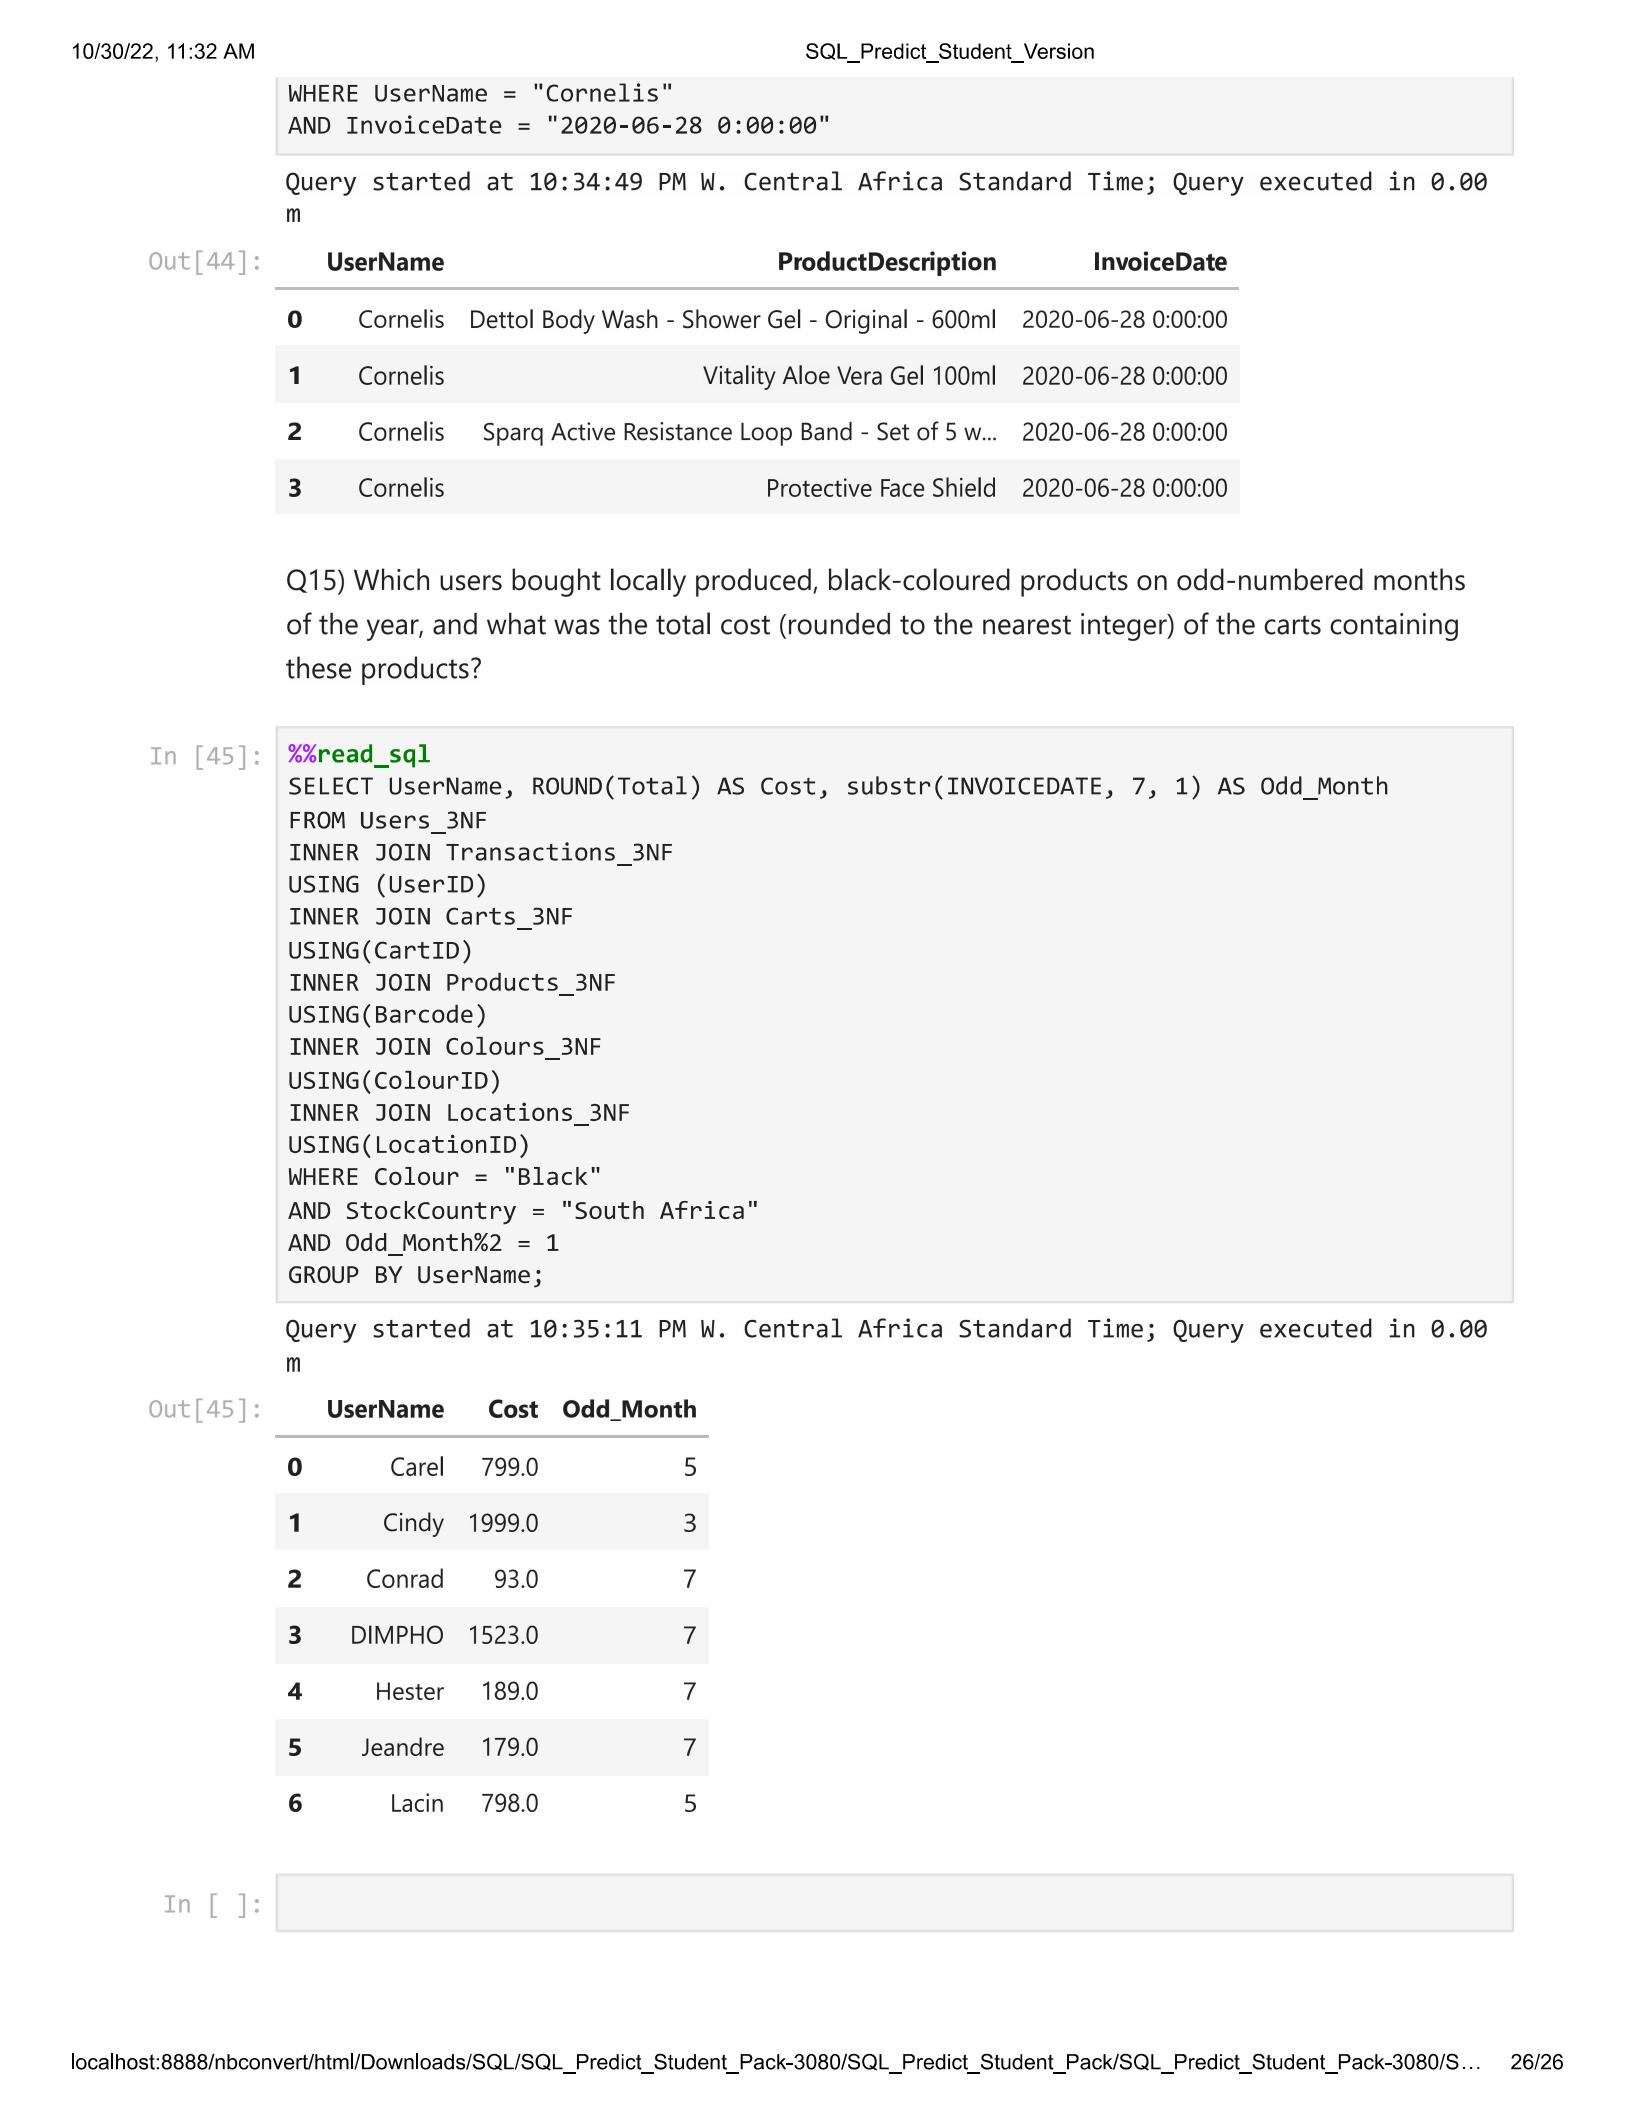 10/30/22, 11:32 AM SQL_Predict_Student_Version
WHERE UserName = "Cornelis"
AND InvoiceDate = "2020-06-28 0:00:00"
Query started at 10:34:49 PM W. Central Africa Standard Time; Query executed in 0.00
m
Out[44]: UserName ProductDescription InvoiceDate
0 Cornelis Dettol Body Wash - Shower Gel - Original - 600ml 2020-06-28 0:00:00
1 Cornelis Vitality Aloe Vera Gel 100ml 2020-06-28 0:00:00
2 Cornelis Sparq Active Resistance Loop Band - Set of 5 w... 2020-06-28 0:00:00
3 Cornelis Protective Face Shield 2020-06-28 0:00:00
Q15) Which users bought locally produced, black-coloured products on odd-numbered months
of the year, and what was the total cost (rounded to the nearest integer) of the carts containing
these products?
In [45]: %%read_sql
SELECT UserName, ROUND(Total) AS Cost, substr(INVOICEDATE, 7, 1) AS Odd_Month
FROM Users_3NF
INNER JOIN Transactions_3NF
USING (UserID)
INNER JOIN Carts_3NF
USING(CartID)
INNER JOIN Products_3NF
USING(Barcode)
INNER JOIN Colours_3NF
USING(ColourID)
INNER JOIN Locations_3NF
USING(LocationID)
WHERE Colour = "Black"
AND StockCountry = "South Africa"
AND Odd_Month%2 = 1
GROUP BY UserName;
Query started at 10:35:11 PM W. Central Africa Standard Time; Query executed in 0.00
m
Out[45]: UserName Cost Odd_Month
0 Carel 799.0 5
1 Cindy 1999.0 3
2 Conrad 93.0 7
3 DIMPHO 1523.0 7
4 Hester 189.0 7
5 Jeandre 179.0 7
6 Lacin 798.0 5
In [ ]:
localhost:8888/nbconvert/html/Downloads/SQL/SQL_Predict_Student_Pack-3080/SQL_Predict_Student_Pack/SQL_Predict_Student_Pack-3080/S… 26/26